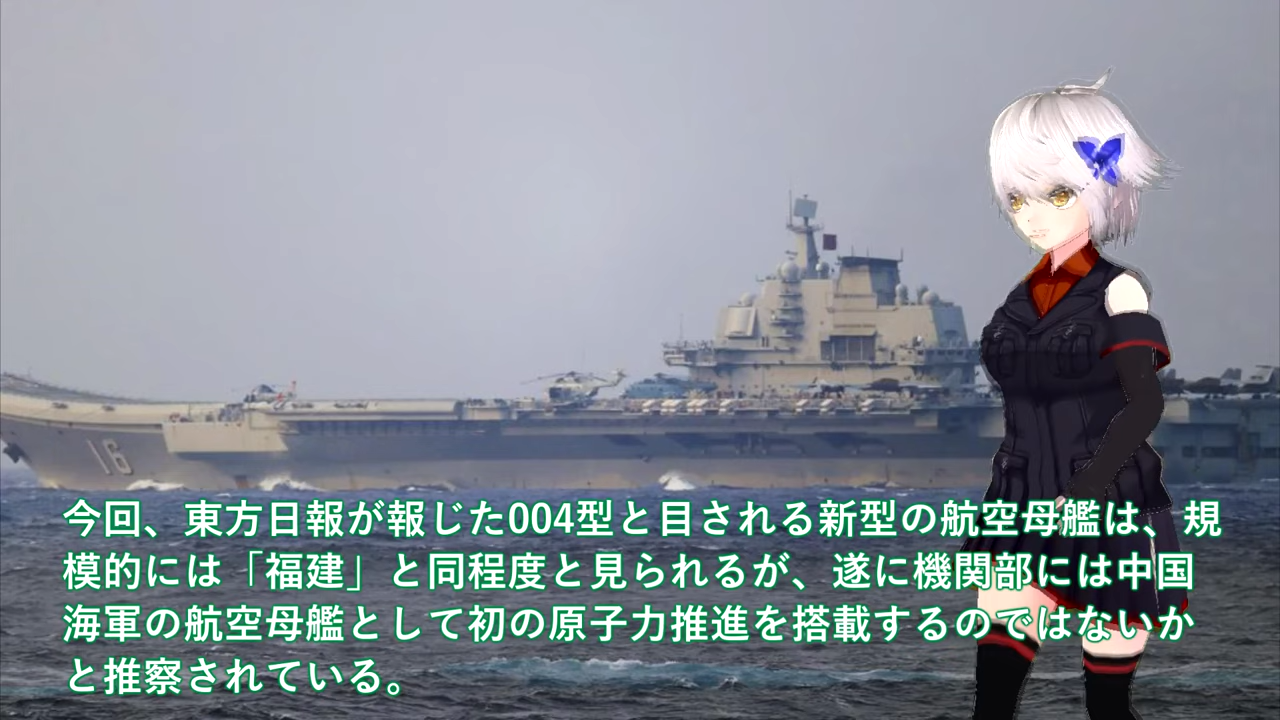 16
今回、東方日報が報じた004型と目される新型の航空母艦は、規
模的には「福建」と同程度と見られるが、遂に機関部には中国
海軍の航空母艦として初の原子力推進を搭載するのではないか
と推察されている。